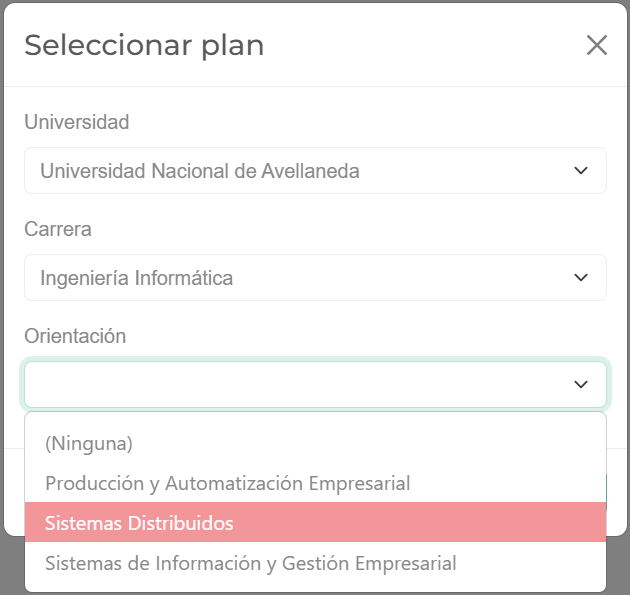 Seleccionar plan
Universidad
Universidad Nacional de Avellaneda
Carrera
Ingeniería Informática
Orientación
(Ninguna)
Producción y Automatización Empresarial
Sistemas Distribuidos
Sistemas de Información y Gestión Empresarial